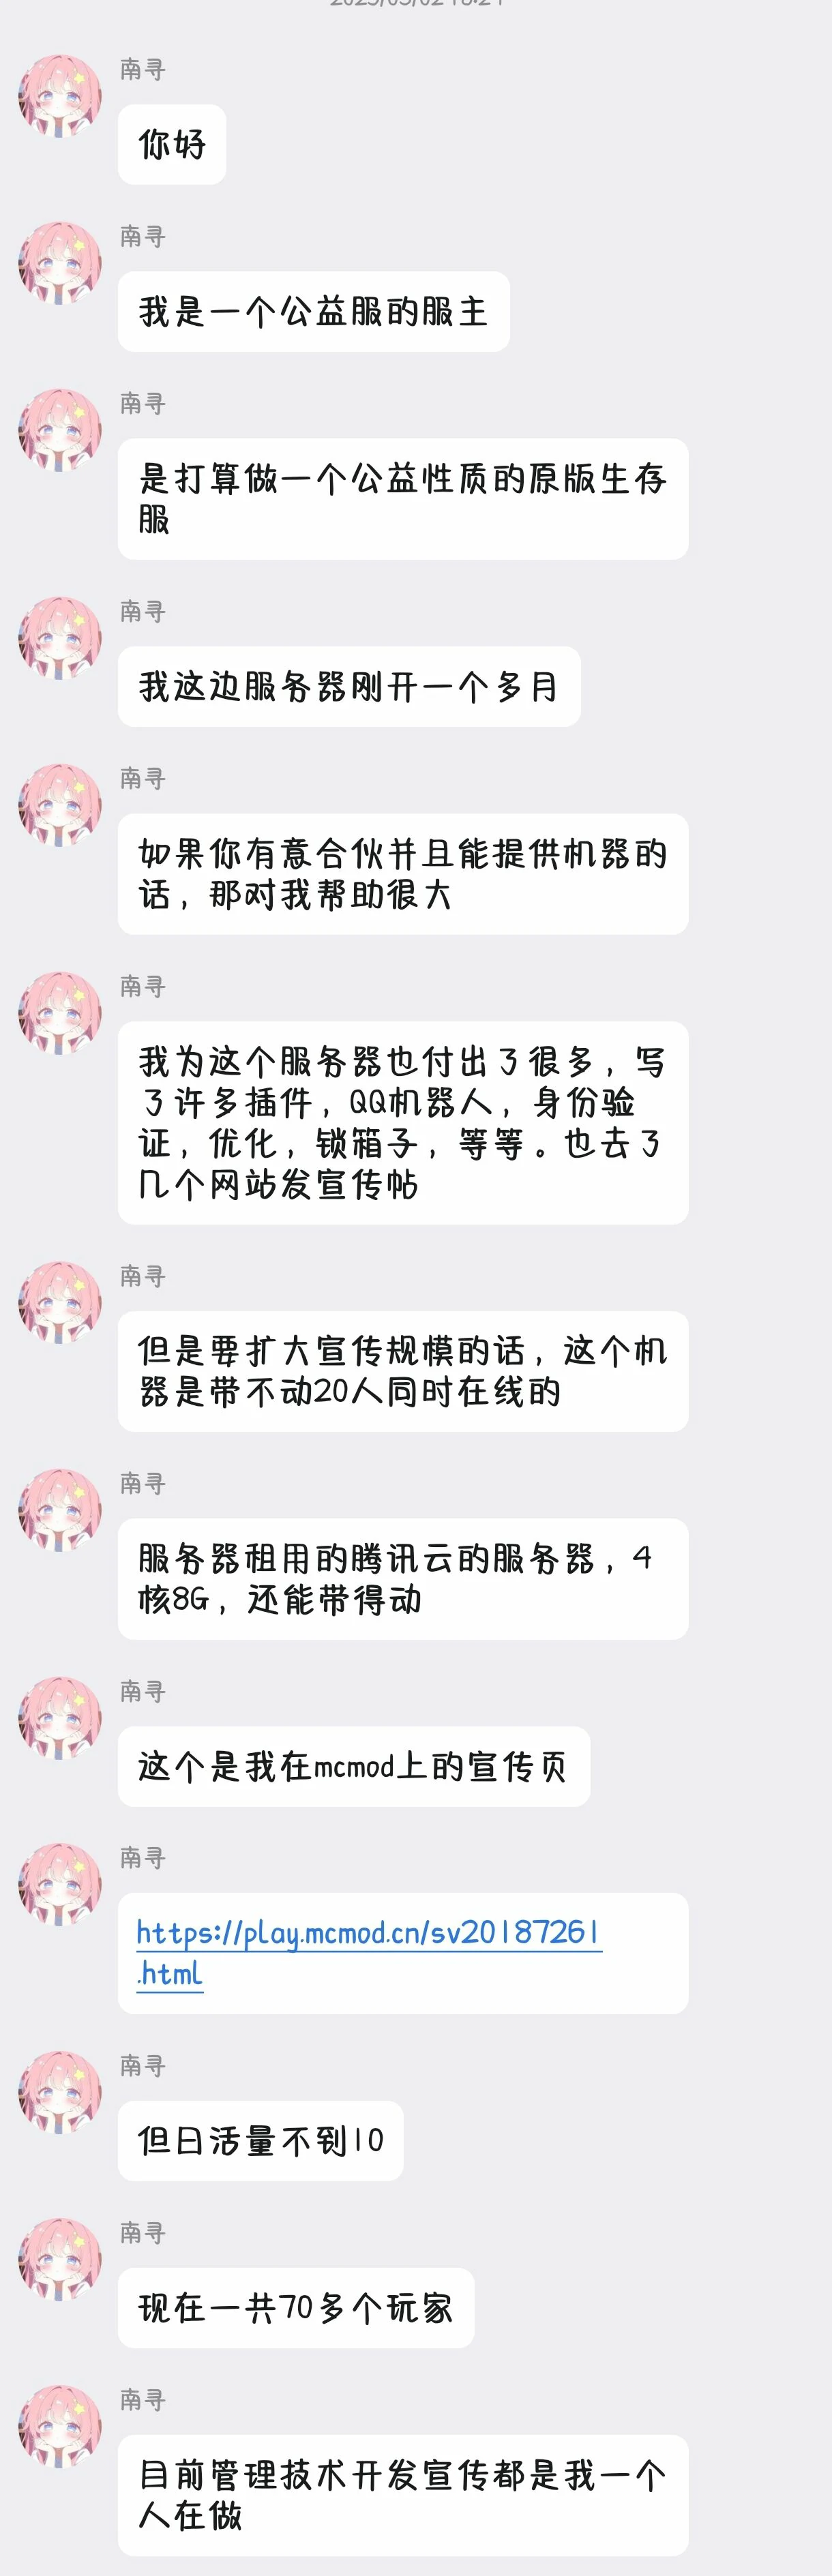 南寻
你好
南寻
我是一个公益服的服主
南寻
是打算做一个公益性质的原版生存
服
南寻
我这边服务器刚开一个多月
南寻
如果你有意合伙并且能提供机器的
话，那对我帮助很大
南寻
我为这个服务器也付出了很多，写
了许多插件，QQ机器人，身份验
证，优化，锁箱子，等等。也去了
几个网站发宣传帖
南寻
但是要扩大宣传规模的话，这个机
器是带不动20人同时在线的
南寻
服务器租用的腾讯云的服务器，4
核8G，还能带得动
南寻
这个是我在mcmod上的宣传页
南寻
https://play.mcmod.cn/sv20187261
.html
南寻
但日活量不到10
南寻
现在一共70多个玩家
南寻
目前管理技术开发宣传都是我一个
人在做